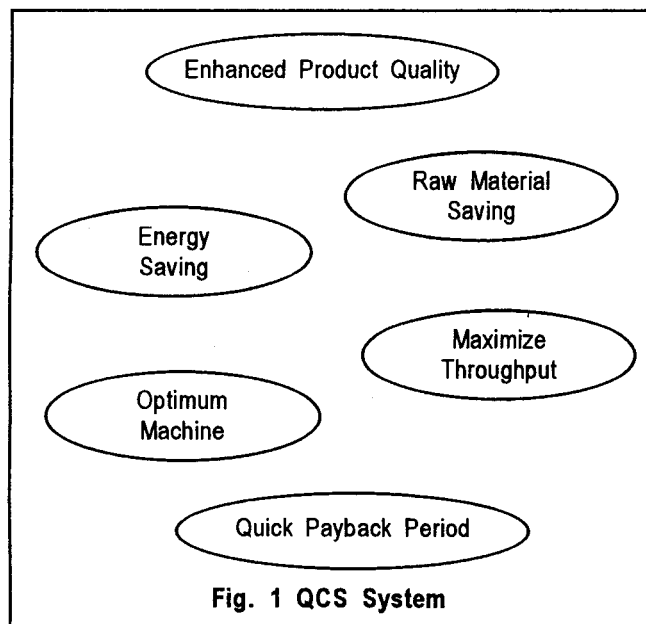 Enhanced Product Quality
Raw Material
Saving
Energy
Saving
Maximize
Throughput
Optimum
Machine
Quick Payback Period
Fig. 1 QCS System